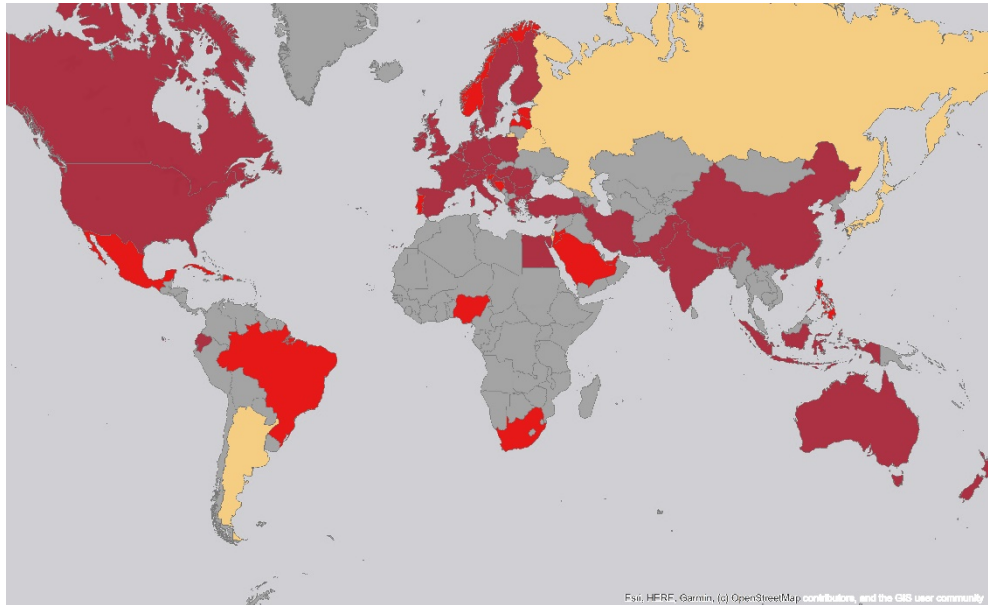 Esri, HERE, Garmin, (c) OpenStreetMap contributors, and the GIS user community